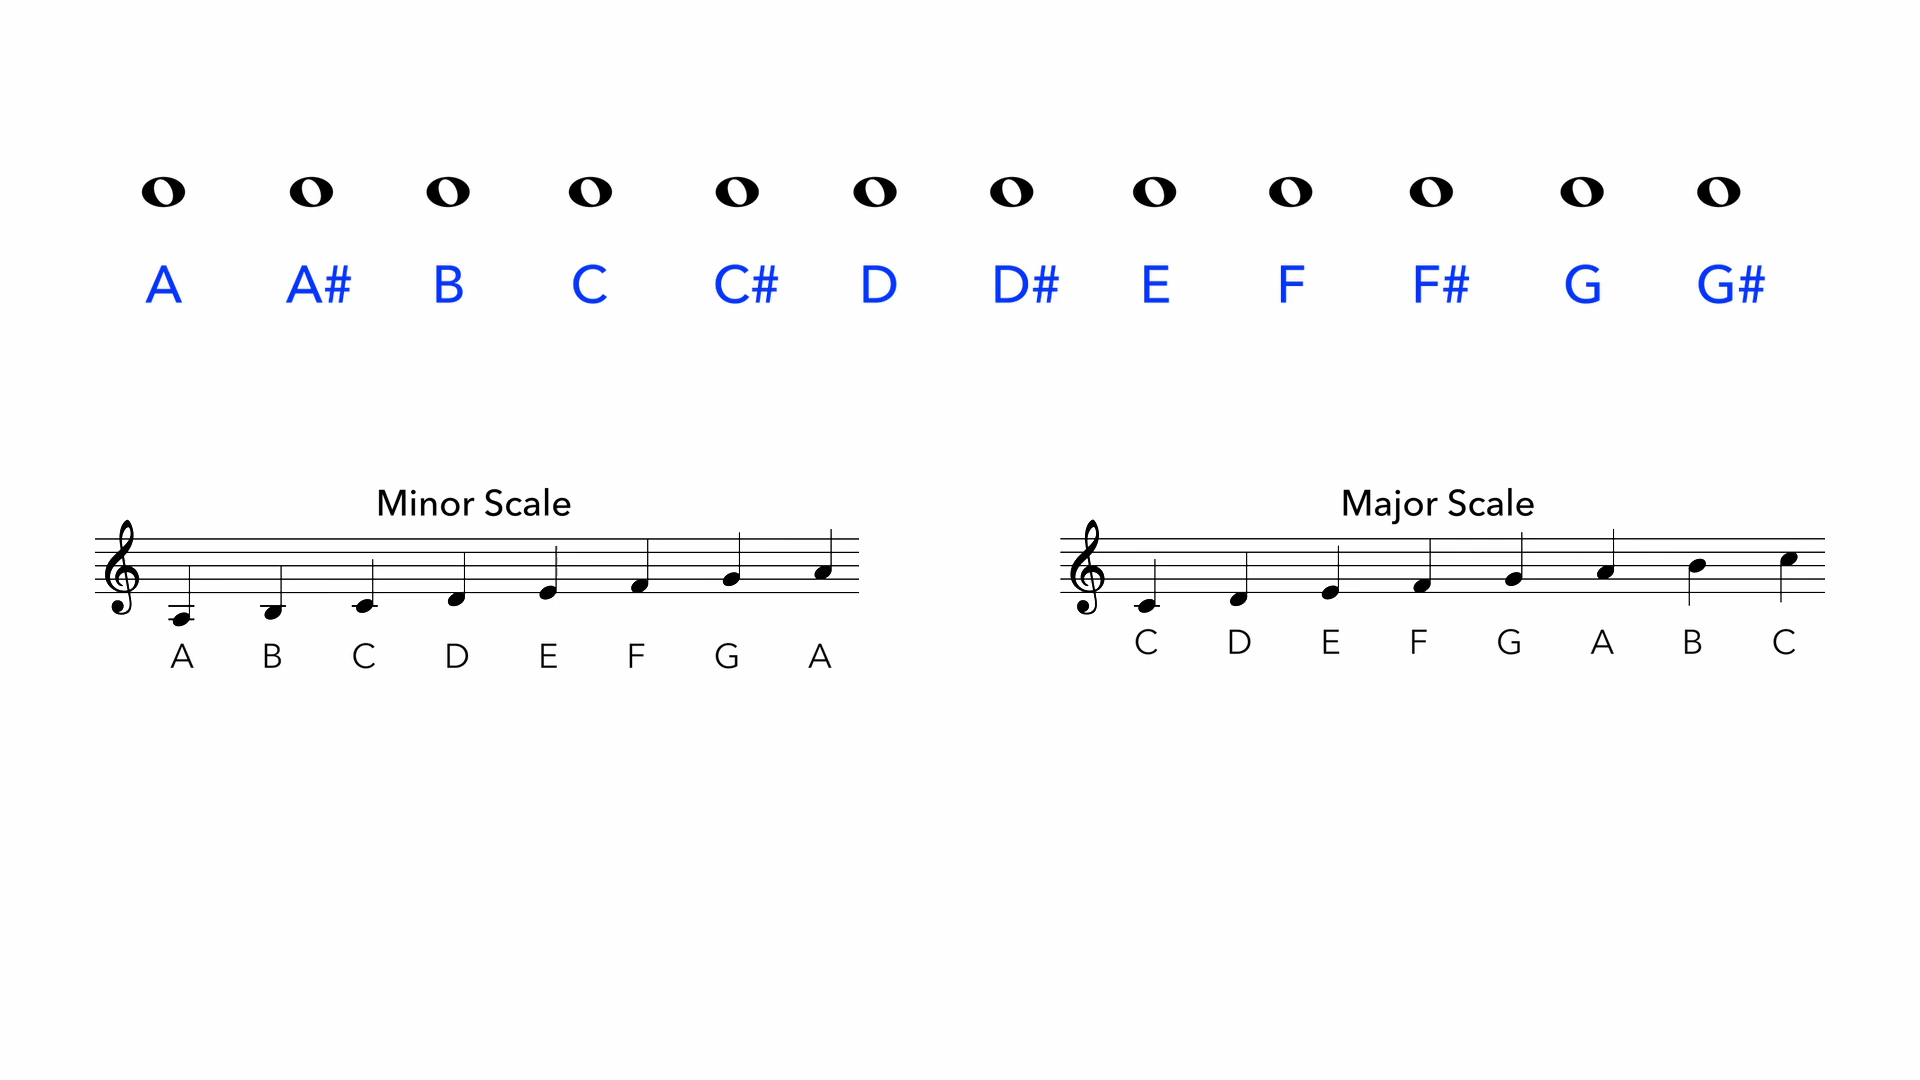 A A# B C C# D D# E F F# G G#
Minor Scale
A B C D E F G A
Major Scale
C D E F G A B C